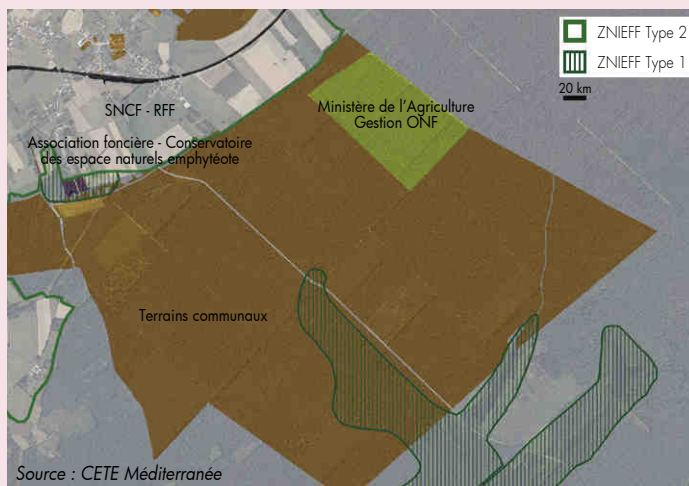 ZNIEFF Type 2
ZNIEFF Type 1
20 km
SNCF - RFF
Ministère de l'Agriculture
Gestion ONF
Association foncière - Conservatoire
des espace naturels emphytéote
Terrains communaux
Source : CETE Méditerranée